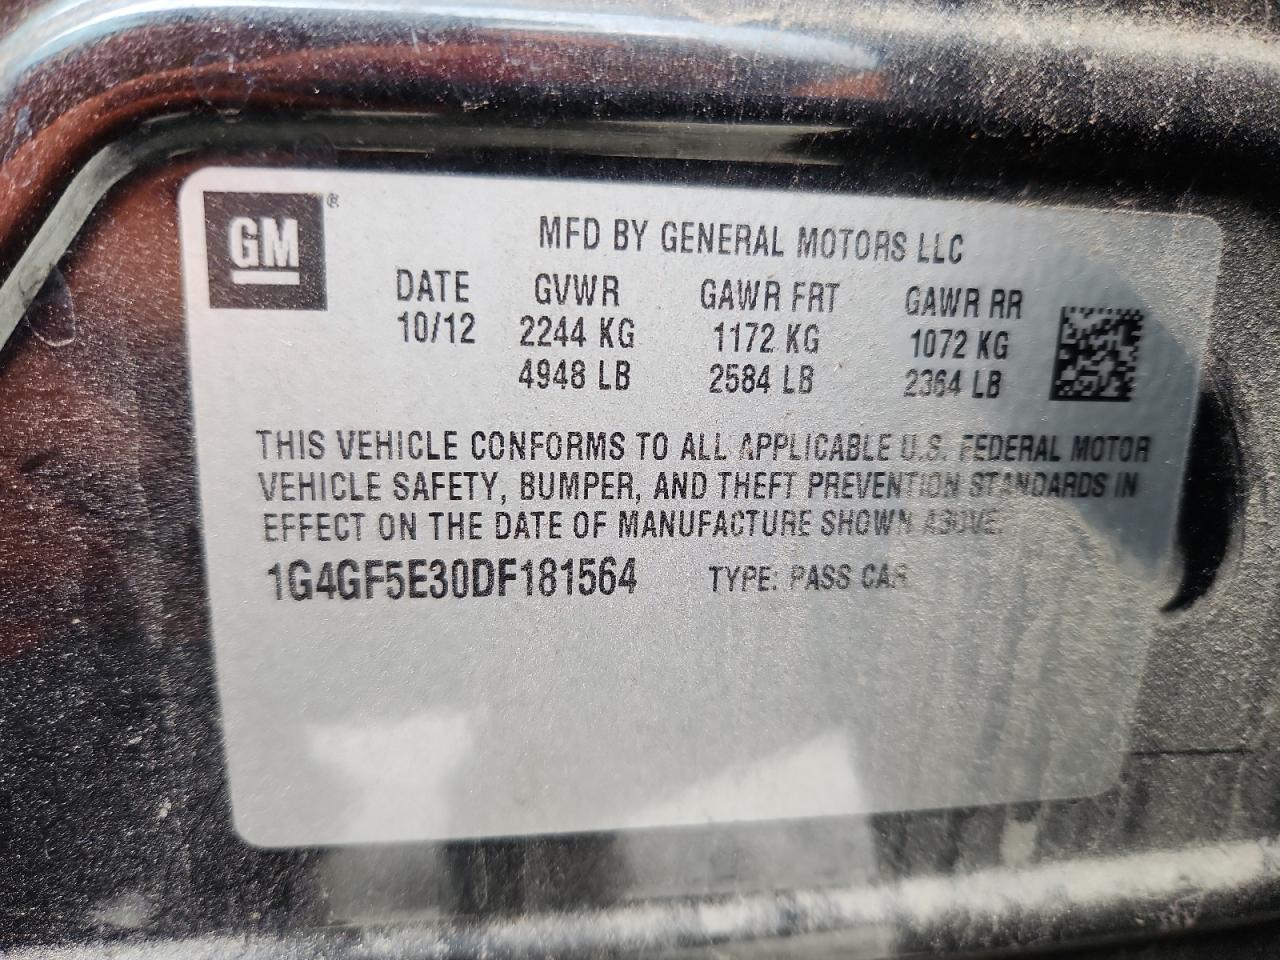 GM ®
MFD BY GENERAL MOTORS LLC
DATE GVWR GAWR FRT GAWR RR
10/12 2244 KG 1172 KG 1072 KG
4948 LB 2584 LB 2364 LB
THIS VEHICLE CONFORMS TO ALL APPLICABLE U.S. FEDERAL MOTOR
VEHICLE SAFETY, BUMPER, AND THEFT PREVENTION STANDARDS IN
EFFECT ON THE DATE OF MANUFACTURE SHOWN ABOVE.
1G4GF5E30DF181564 TYPE: PASS CAR